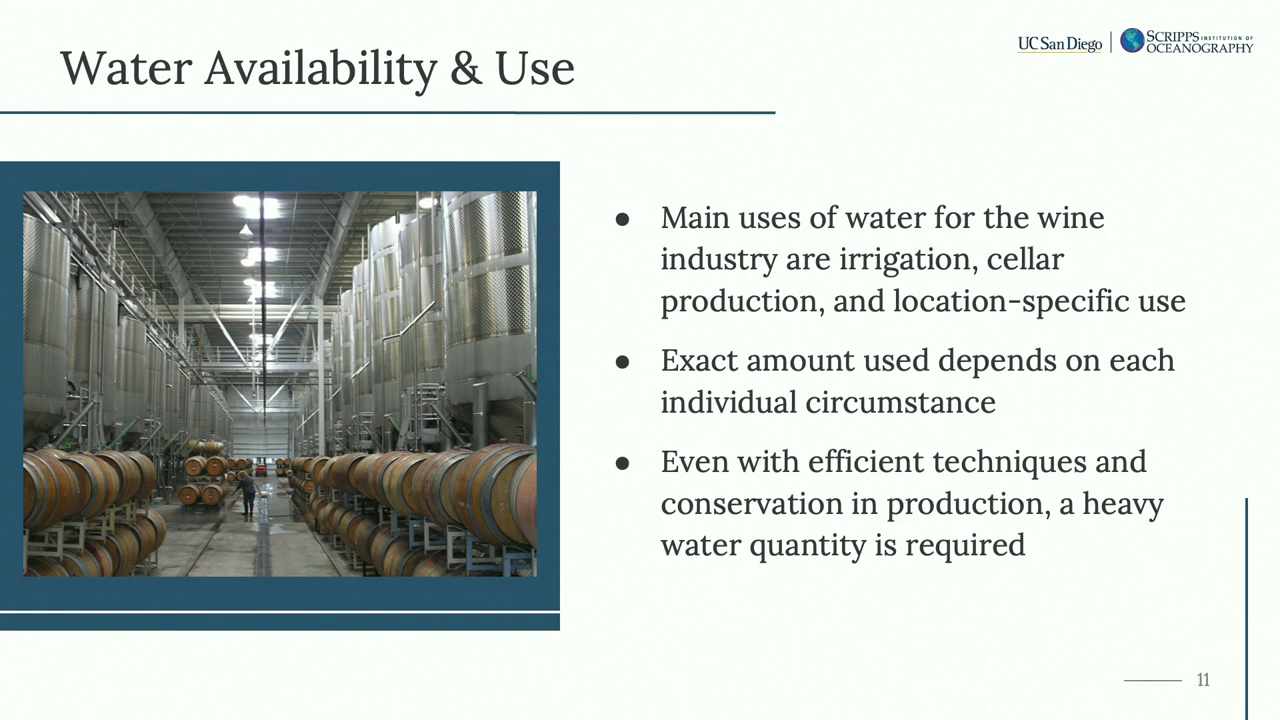 Water Availability & Use
UC San Diego
SCRIPPS INSTITUTION OF
OCEANOGRAPHY
● Main uses of water for the wine
industry are irrigation, cellar
production, and location-specific use
● Exact amount used depends on each
individual circumstance
● Even with efficient techniques and
conservation in production, a heavy
water quantity is required
11